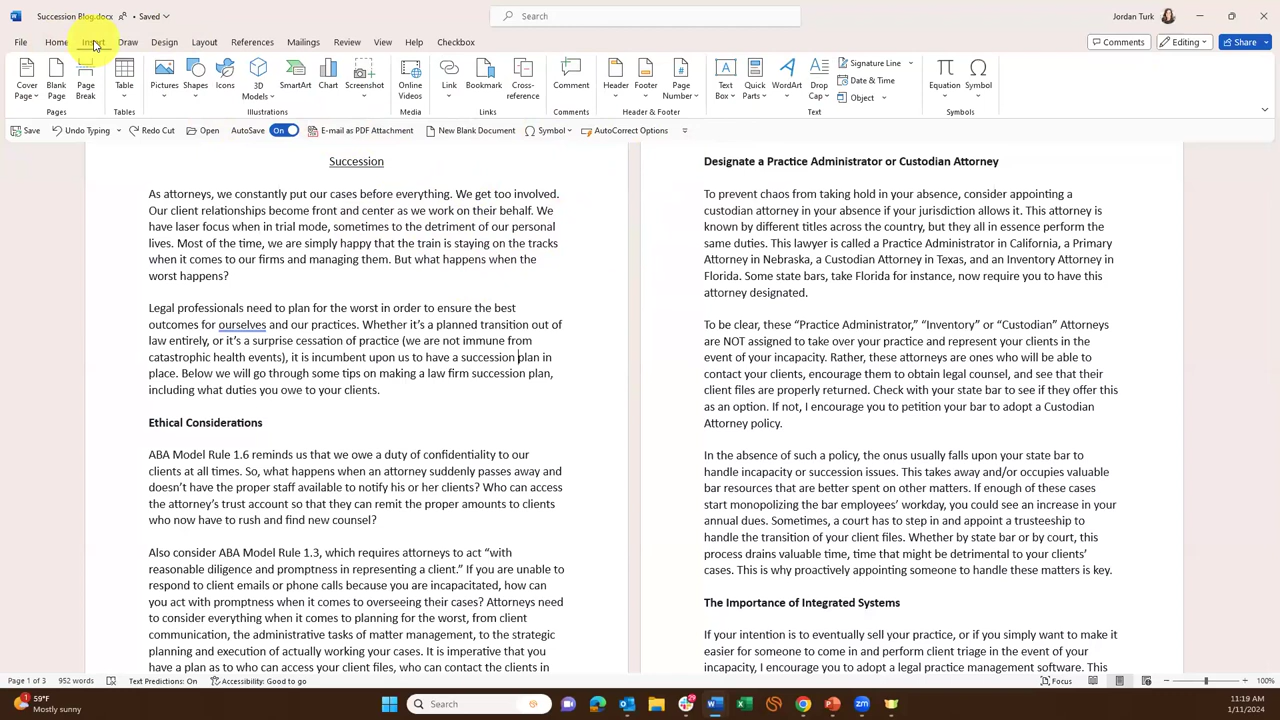 Succession Blog.docx • Saved
Search
Jordan Turk
File Home Insert Draw Design Layout References Mailings Review View Help Checkbox
Comments Editing Share
Cover Page Blank Page Page Break Table Pictures Shapes Icons 3D Models SmartArt Chart Screenshot Online Videos Link Bookmark Cross-reference Comment Header Footer Page Number Text Box Quick Parts WordArt Drop Cap Signature Line Date & Time Object Equation Symbol
Pages Tables Illustrations Media Links Comments Header & Footer Text Symbols
Save Undo Typing Redo Cut Open AutoSave On E-mail as PDF Attachment New Blank Document Symbol AutoCorrect Options
Succession
As attorneys, we constantly put our cases before everything. We get too involved.
Our client relationships become front and center as we work on their behalf. We
have laser focus when in trial mode, sometimes to the detriment of our personal
lives. Most of the time, we are simply happy that the train is staying on the tracks
when it comes to our firms and managing them. But what happens when the
worst happens?
Legal professionals need to plan for the worst in order to ensure the best
outcomes for ourselves and our practices. Whether it's a planned transition out of
law entirely, or it's a surprise cessation of practice (we are not immune from
catastrophic health events), it is incumbent upon us to have a succession plan in
place. Below we will go through some tips on making a law firm succession plan,
including what duties you owe to your clients.
Ethical Considerations
ABA Model Rule 1.6 reminds us that we owe a duty of confidentiality to our
clients at all times. So, what happens when an attorney suddenly passes away and
doesn't have the proper staff available to notify his or her clients? Who can access
the attorney's trust account so that they can remit the proper amounts to clients
who now have to rush and find new counsel?
Also consider ABA Model Rule 1.3, which requires attorneys to act "with
reasonable diligence and promptness in representing a client." If you are unable to
respond to client emails or phone calls because you are incapacitated, how can
you act with promptness when it comes to overseeing their cases? Attorneys need
to consider everything when it comes to planning for the worst, from client
communication, the administrative tasks of matter management, to the strategic
planning and execution of actually working your cases. It is imperative that you
have a plan as to who can access your client files, who can contact the clients in
Designate a Practice Administrator or Custodian Attorney
To prevent chaos from taking hold in your absence, consider appointing a
custodian attorney in your absence if your jurisdiction allows it. This attorney is
known by different titles across the country, but they all in essence perform the
same duties. This lawyer is called a Practice Administrator in California, a Primary
Attorney in Nebraska, a Custodian Attorney in Texas, and an Inventory Attorney in
Florida. Some state bars, take Florida for instance, now require you to have this
attorney designated.
To be clear, these "Practice Administrator," "Inventory" or "Custodian" Attorneys
are NOT assigned to take over your practice and represent your clients in the
event of your incapacity. Rather, these attorneys are ones who will be able to
contact your clients, encourage them to obtain legal counsel, and see that their
client files are properly returned. Check with your state bar to see if they offer this
as an option. If not, I encourage you to petition your bar to adopt a Custodian
Attorney policy.
In the absence of such a policy, the onus usually falls upon your state bar to
handle incapacity or succession issues. This takes away and/or occupies valuable
bar resources that are better spent on other matters. If enough of these cases
start monopolizing the bar employees' workday, you could see an increase in your
annual dues. Sometimes, a court has to step in and appoint a trusteeship to
handle the transition of your client files. Whether by state bar or by court, this
process drains valuable time, time that might be detrimental to your clients'
cases. This is why proactively appointing someone to handle these matters is key.
The Importance of Integrated Systems
If your intention is to eventually sell your practice, or if you simply want to make it
easier for someone to come in and perform client triage in the event of your
incapacity, I encourage you to adopt a legal practice management software. This
Page 1 of 3 952 words Text Predictions: On Accessibility: Good to go Focus 100%
59°F
Mostly sunny
Search
11:19 AM
1/11/2024